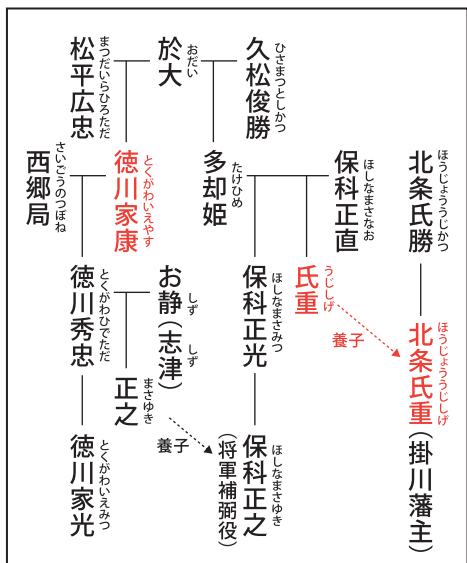 松平広忠
まつだいらひろただ
於大
おだい
久松俊勝
ひさまつとしかつ
西郷局
さいごうのつぼね
徳川家康
とくがわいえやす
多却姫
たけひめ
保科正直
ほしなまさなお
北条氏勝
ほうじょううじかつ
徳川秀忠
とくがわひでただ
お静(志津)
しず
しず
保科正光
ほしなまさみつ
氏重
うじしげ
養子
北条氏重(掛川藩主)
ほうじょううじしげ
正之
まさゆき
養子
徳川家光
とくがわいえみつ
保科正之
ほしなまさゆき
(将軍補弼役)